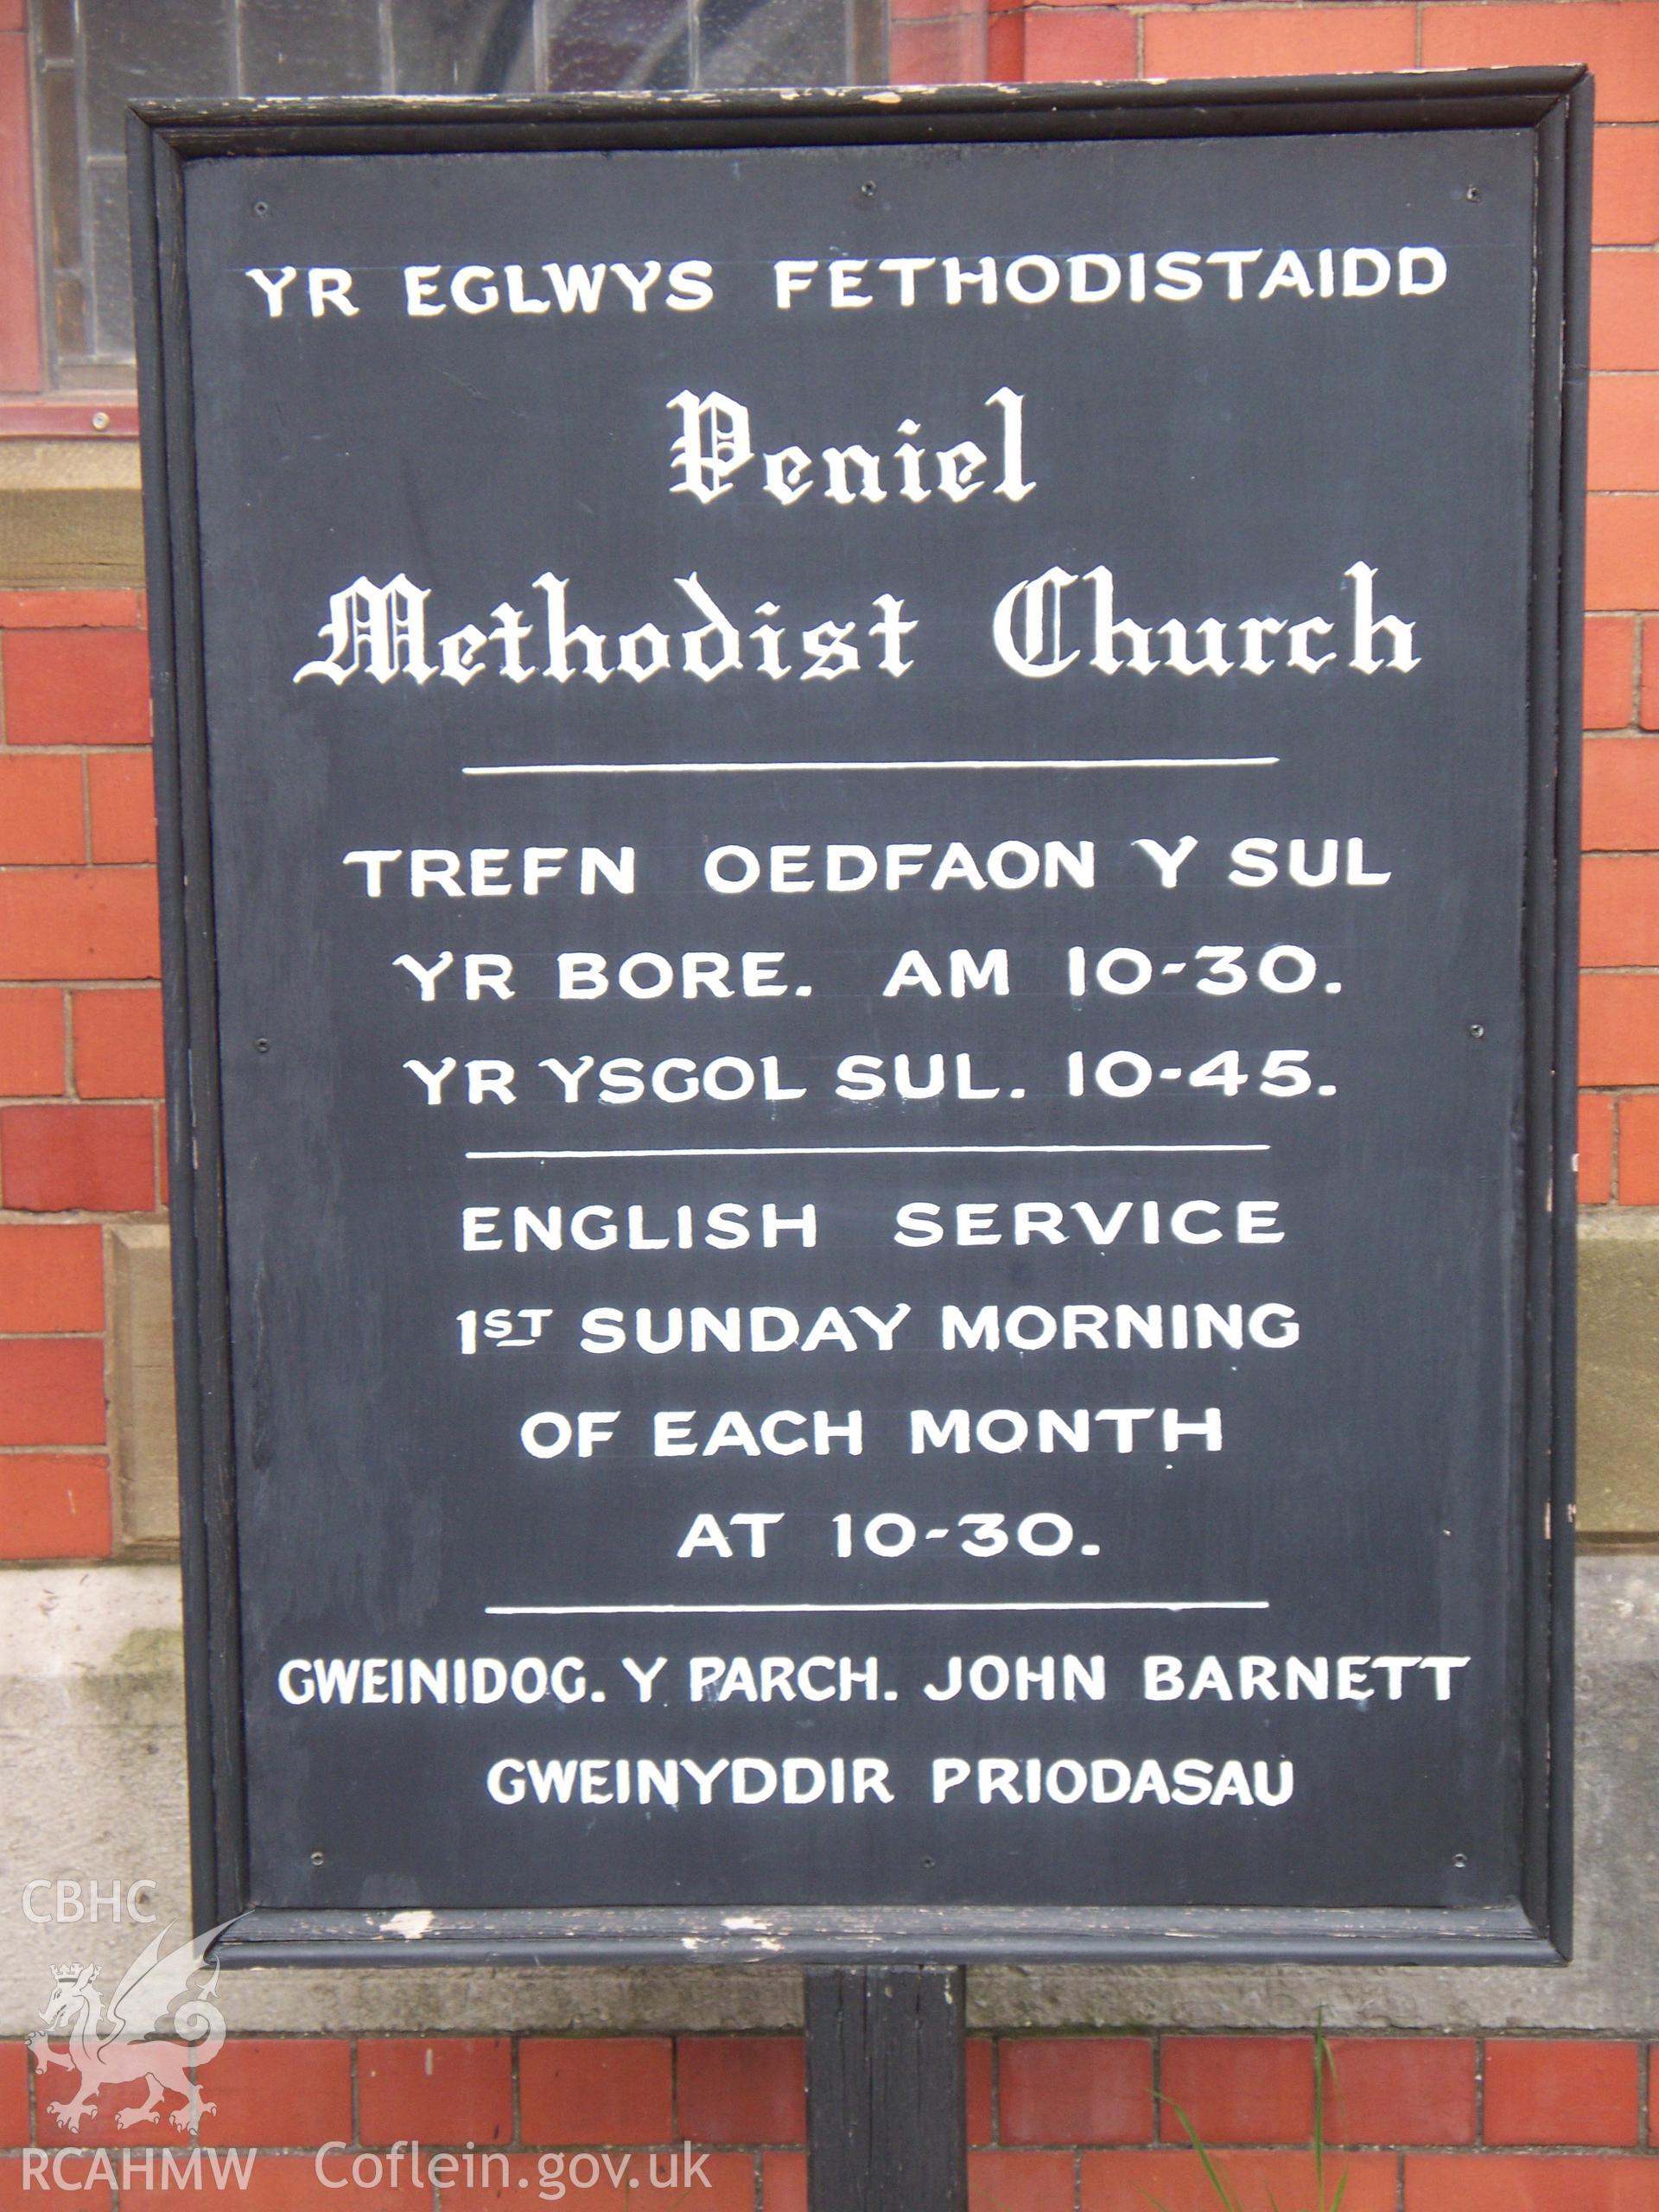 YR EGLWYS FETHODISTAIDD
Peniel
Methodist Church
TREFN OEDFAON Y SUL
YR BORE. AM 10-30.
YR YSGOL SUL. 10-45.
ENGLISH SERVICE
1ST SUNDAY MORNING
OF EACH MONTH
AT 10-30.
GWEINIDOG. Y PARCH. JOHN BARNETT
GWEINYDDIR PRIODASAU
CBHC
RCAHMW Coflein.gov.uk